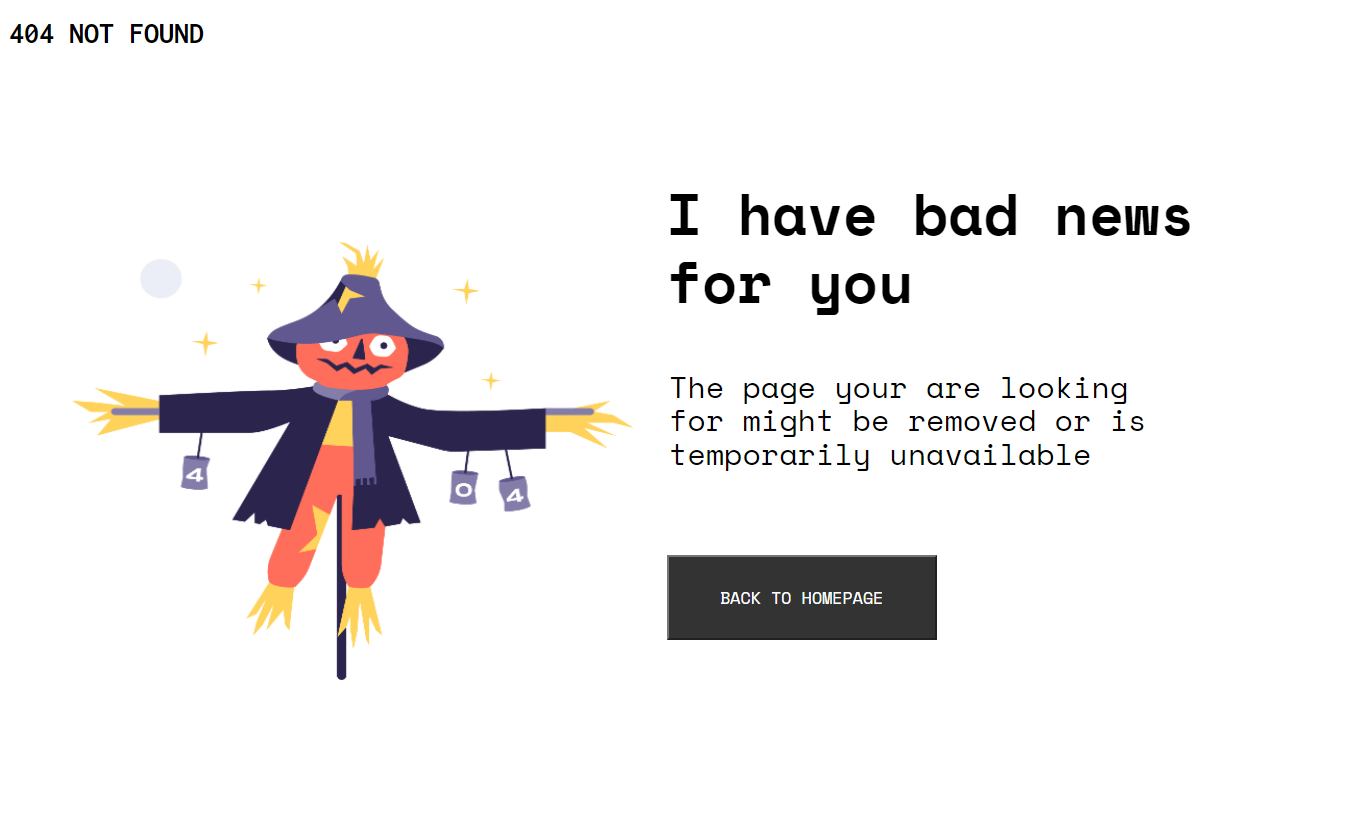 404 NOT FOUND
I have bad news
for you
The page your are looking
for might be removed or is
temporarily unavailable
4
0
4
BACK TO HOMEPAGE